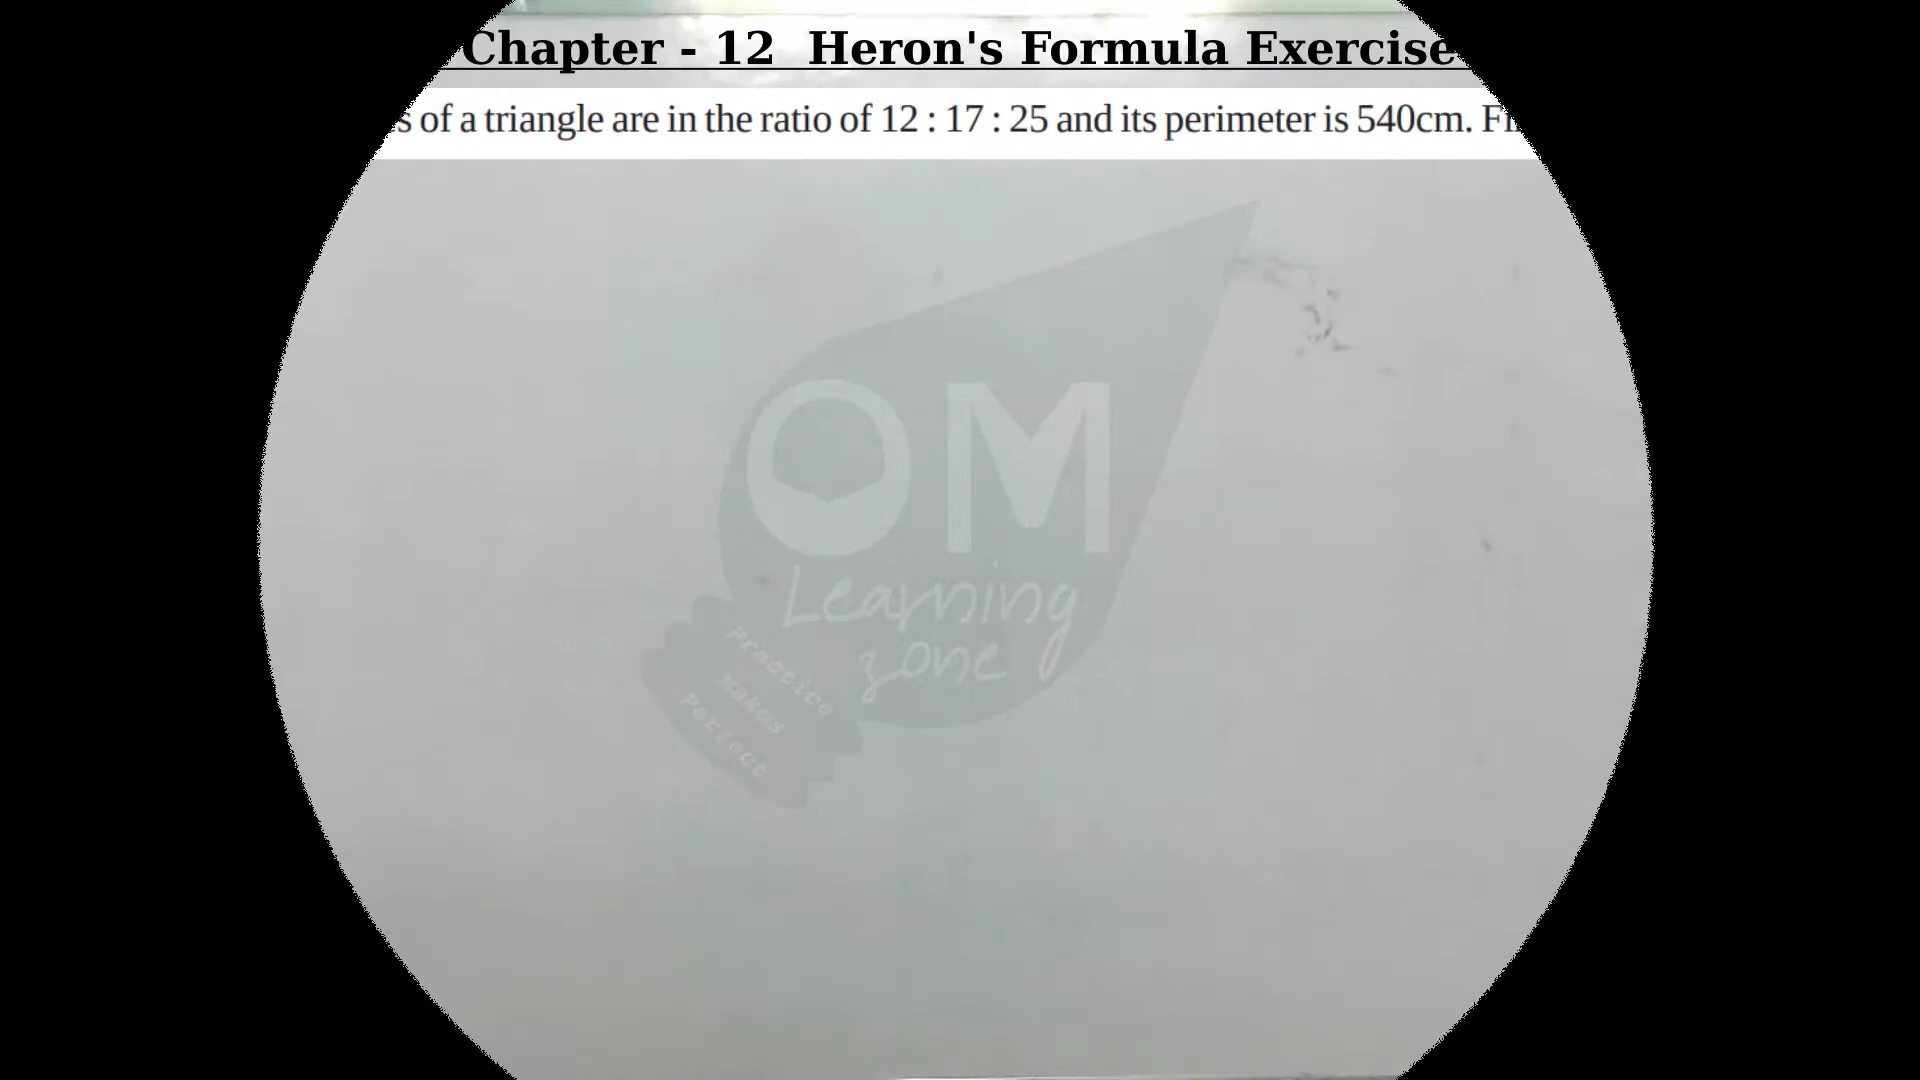 Chapter - 12 Heron's Formula Exercise
of a triangle are in the ratio of 12 : 17 : 25 and its perimeter is 540cm.
OM
Learning
zone
Practice
Makes
Perfect